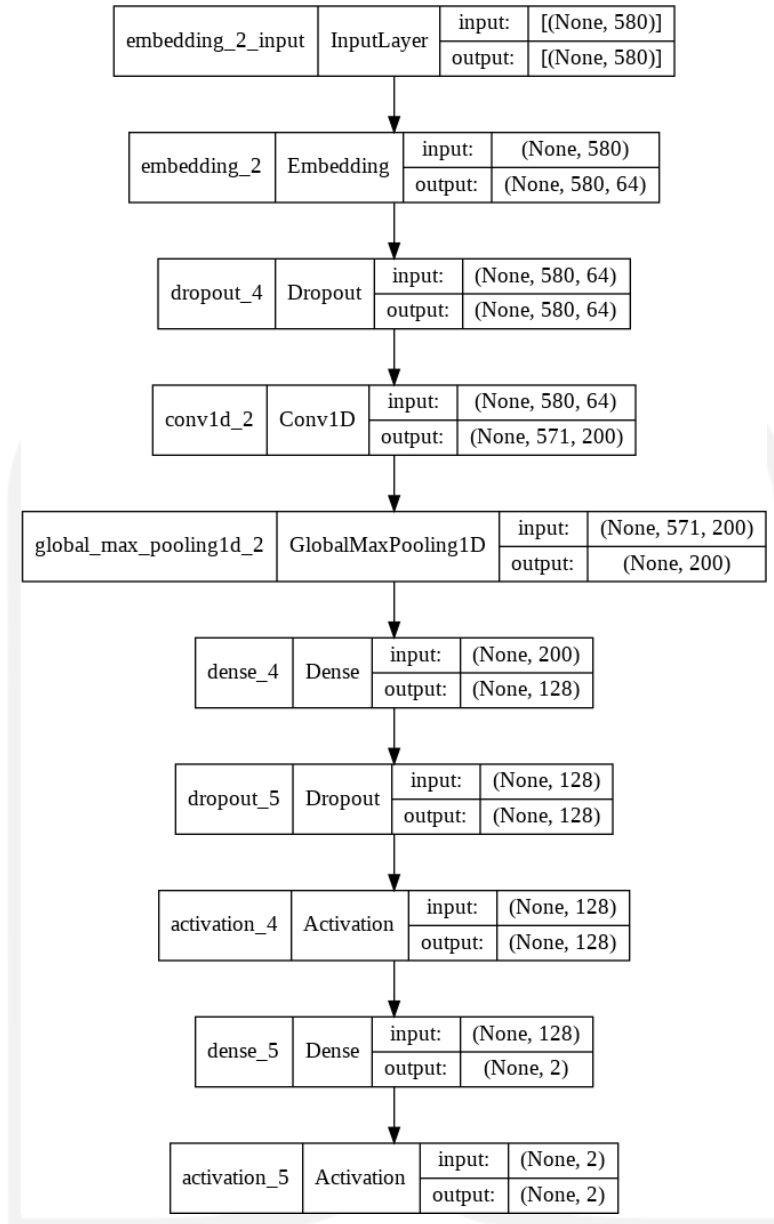 embedding_2_input InputLayer input: [(None, 580)]
output: [(None, 580)]
embedding_2 Embedding input: (None, 580)
output: (None, 580, 64)
dropout_4 Dropout input: (None, 580, 64)
output: (None, 580, 64)
conv1d_2 Conv1D input: (None, 580, 64)
output: (None, 571, 200)
global_max_pooling1d_2 GlobalMaxPooling1D input: (None, 571, 200)
output: (None, 200)
dense_4 Dense input: (None, 200)
output: (None, 128)
dropout_5 Dropout input: (None, 128)
output: (None, 128)
activation_4 Activation input: (None, 128)
output: (None, 128)
dense_5 Dense input: (None, 128)
output: (None, 2)
activation_5 Activation input: (None, 2)
output: (None, 2)